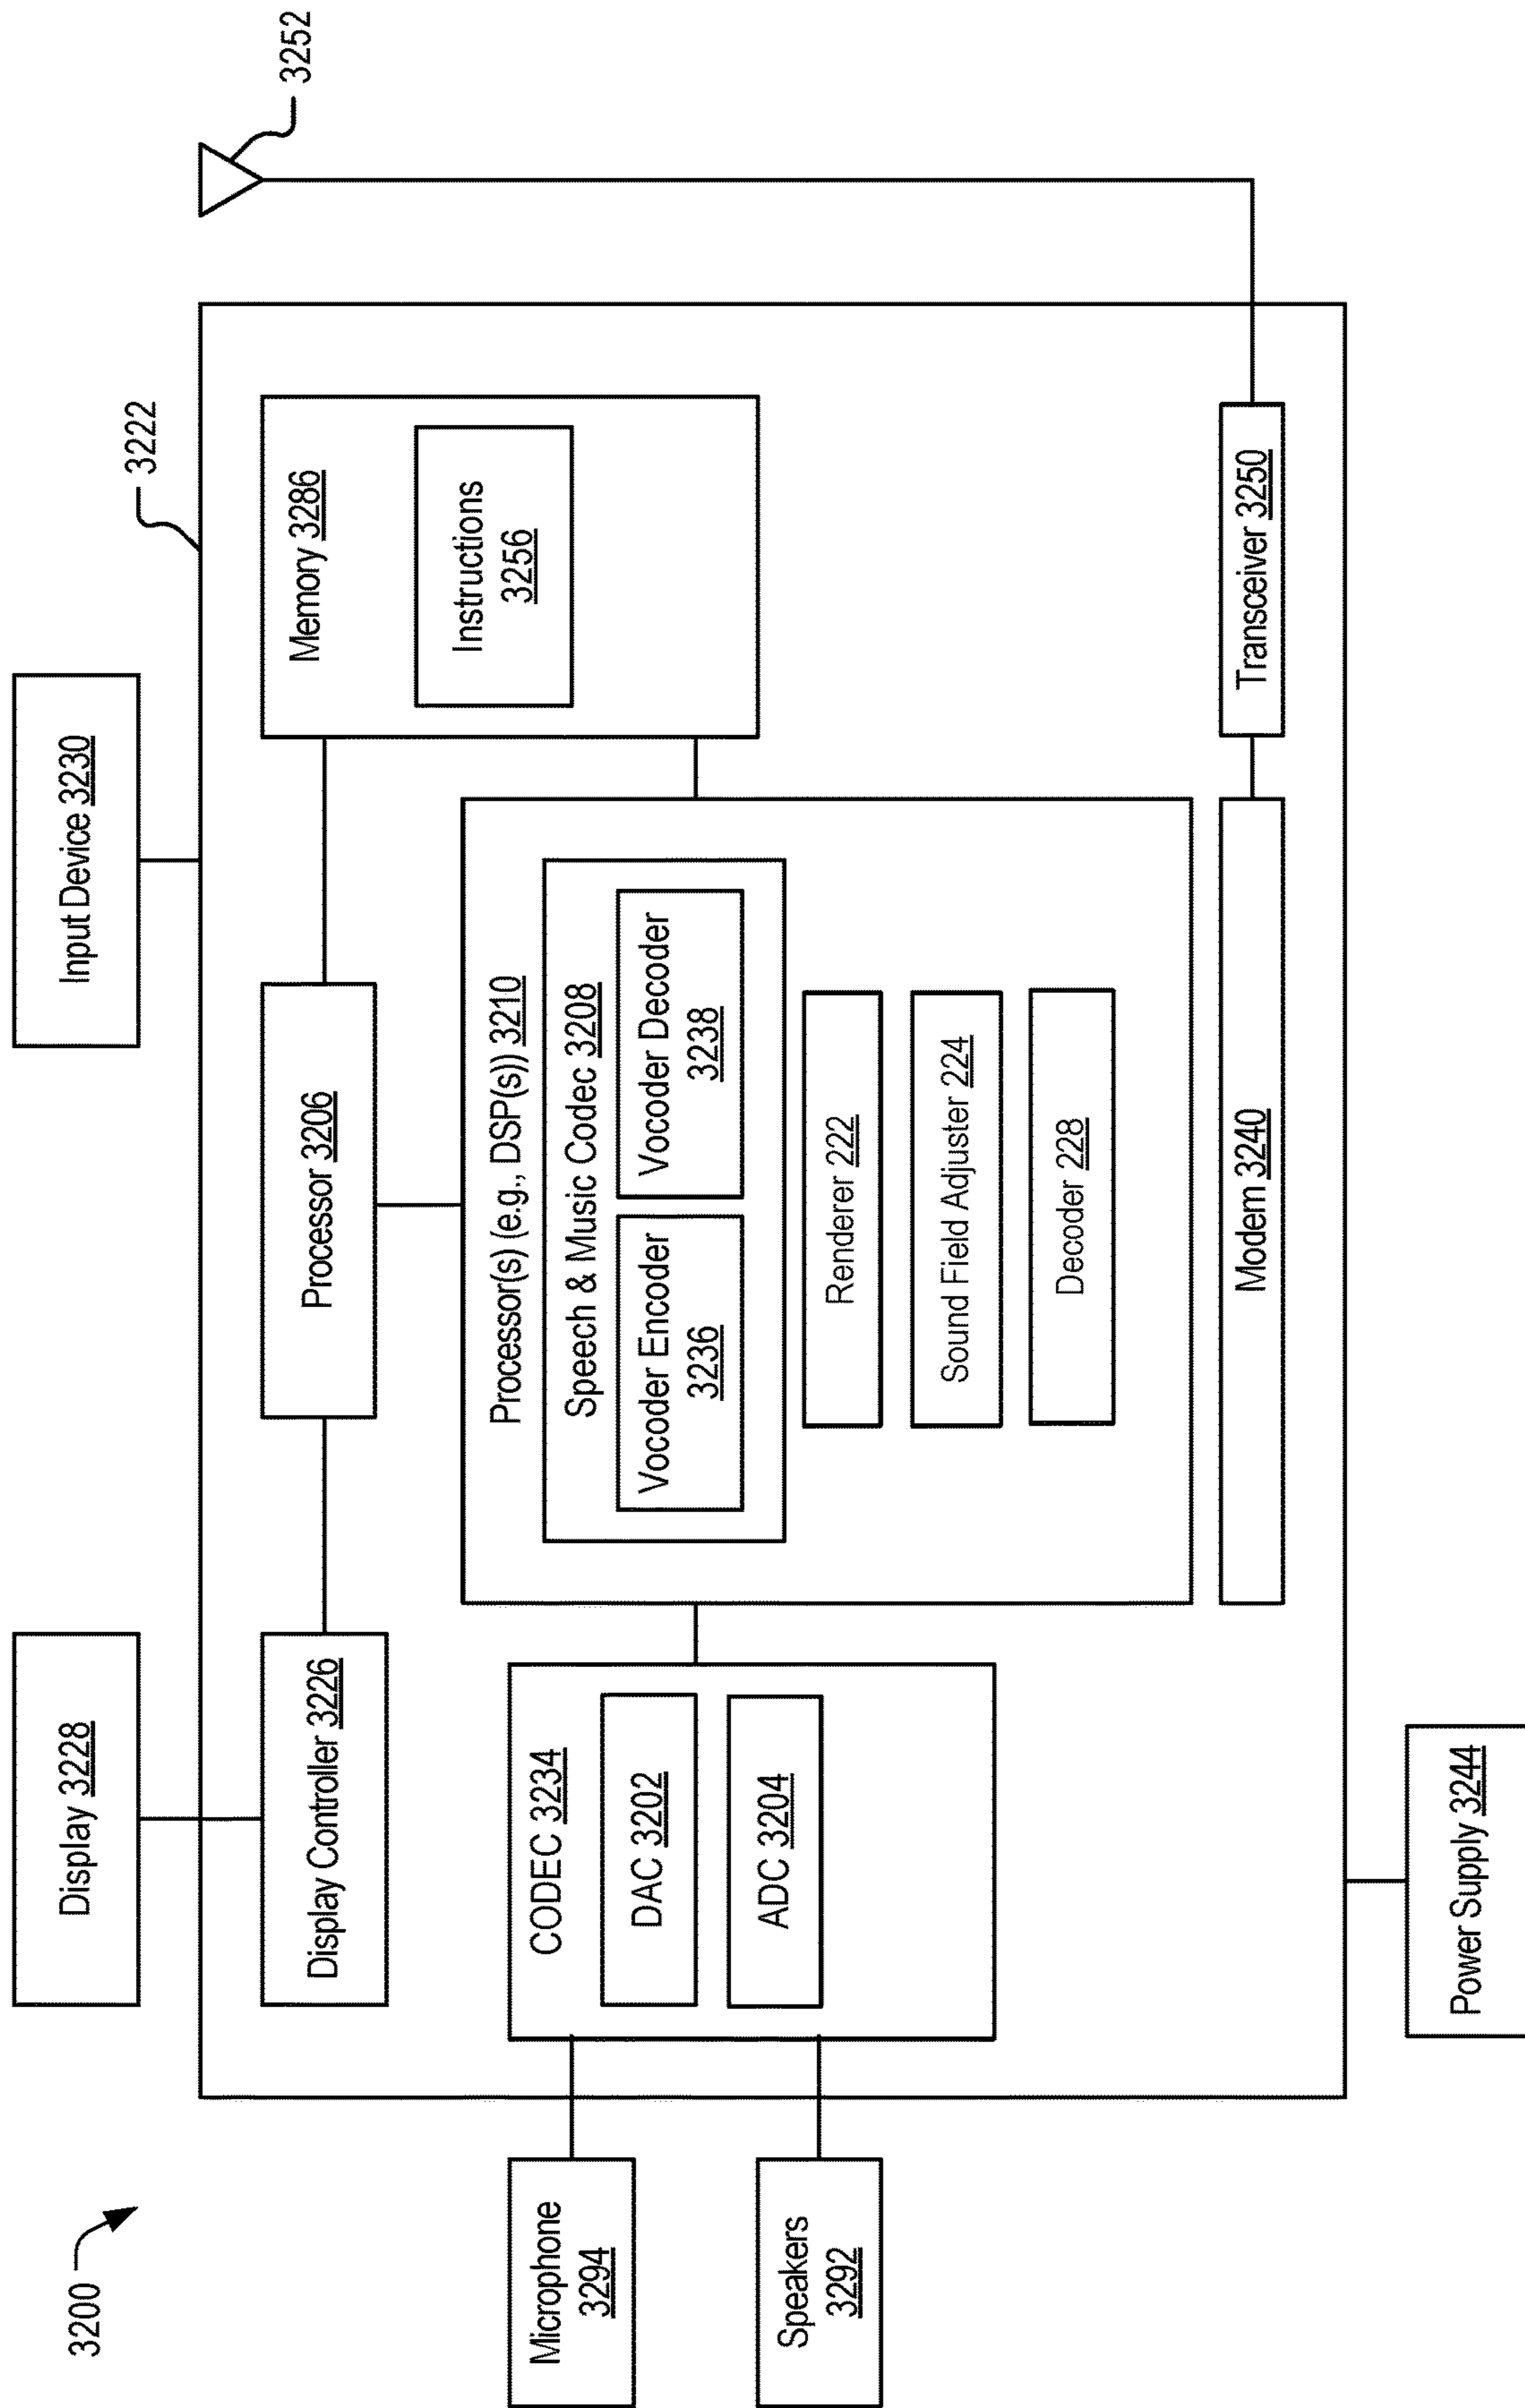 3200
Display 3228
Input Device 3230
3222
3252
Display Controller 3226
Processor 3206
Memory 3286
Instructions
3256
Microphone
3294
Speakers
3292
CODEC 3234
DAC 3202
ADC 3204
Processor(s) (e.g., DSP(s)) 3210
Speech & Music Codec 3208
Vocoder Encoder
3236
Vocoder Decoder
3238
Renderer 222
Sound Field Adjuster 224
Decoder 228
Modem 3240
Transceiver 3250
Power Supply 3244